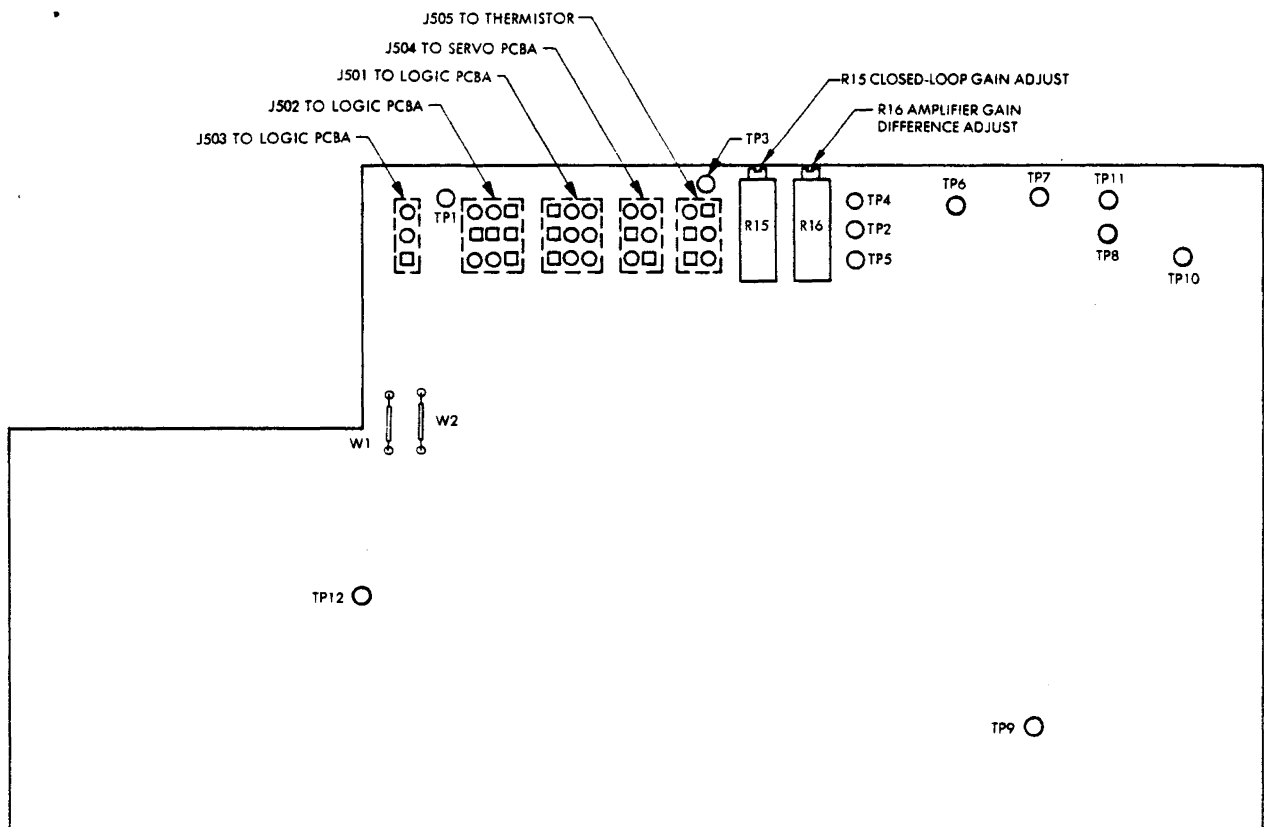 J505 TO THERMISTOR
J504 TO SERVO PCBA
J501 TO LOGIC PCBA
J502 TO LOGIC PCBA
J503 TO LOGIC PCBA
R15 CLOSED-LOOP GAIN ADJUST
R16 AMPLIFIER GAIN
DIFFERENCE ADJUST
TP3
TP1
R15
R16
TP4
TP2
TP5
TP6
TP7
TP11
TP8
TP10
W1
W2
TP12
TP9